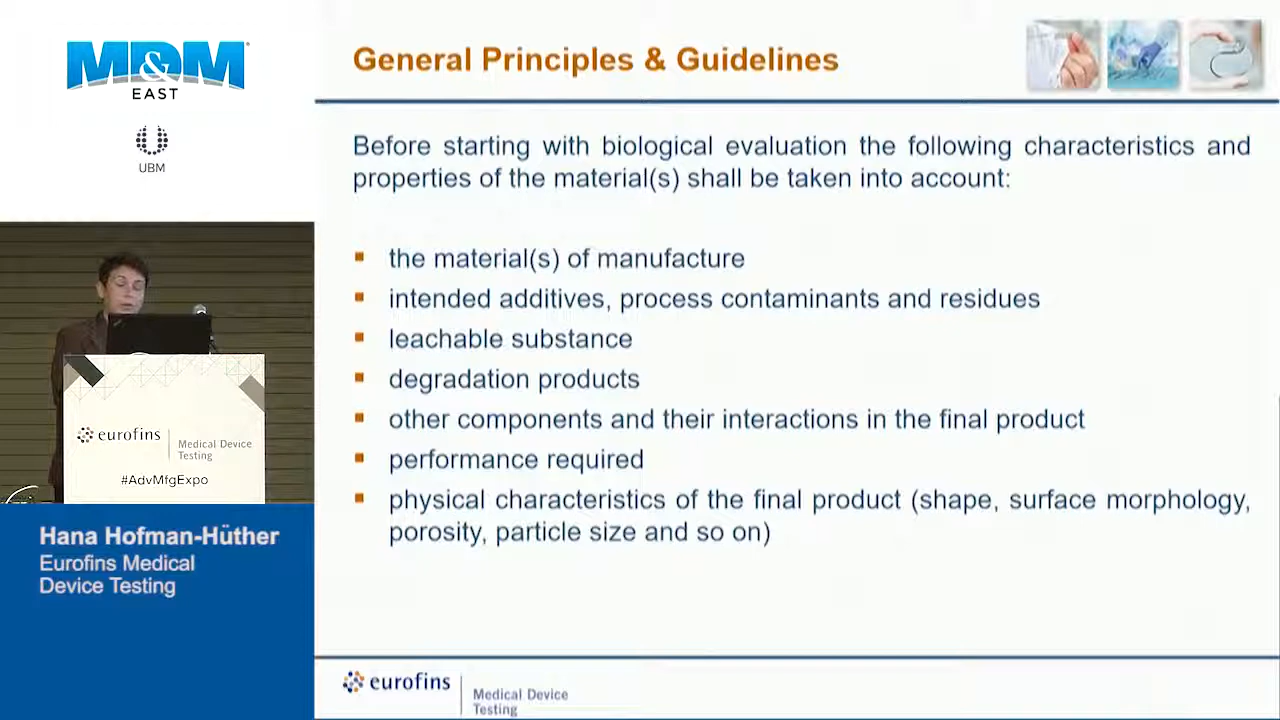 MD&M
EAST
UBM
General Principles & Guidelines
Before starting with biological evaluation the following characteristics and
properties of the material(s) shall be taken into account:
the material(s) of manufacture
intended additives, process contaminants and residues
leachable substance
degradation products
other components and their interactions in the final product
performance required
physical characteristics of the final product (shape, surface morphology,
porosity, particle size and so on)
eurofins
Medical Device
Testing
#AdvMfgExpo
Hana Hofman-Hüther
Eurofins Medical
Device Testing
eurofins
Medical Device
Testing